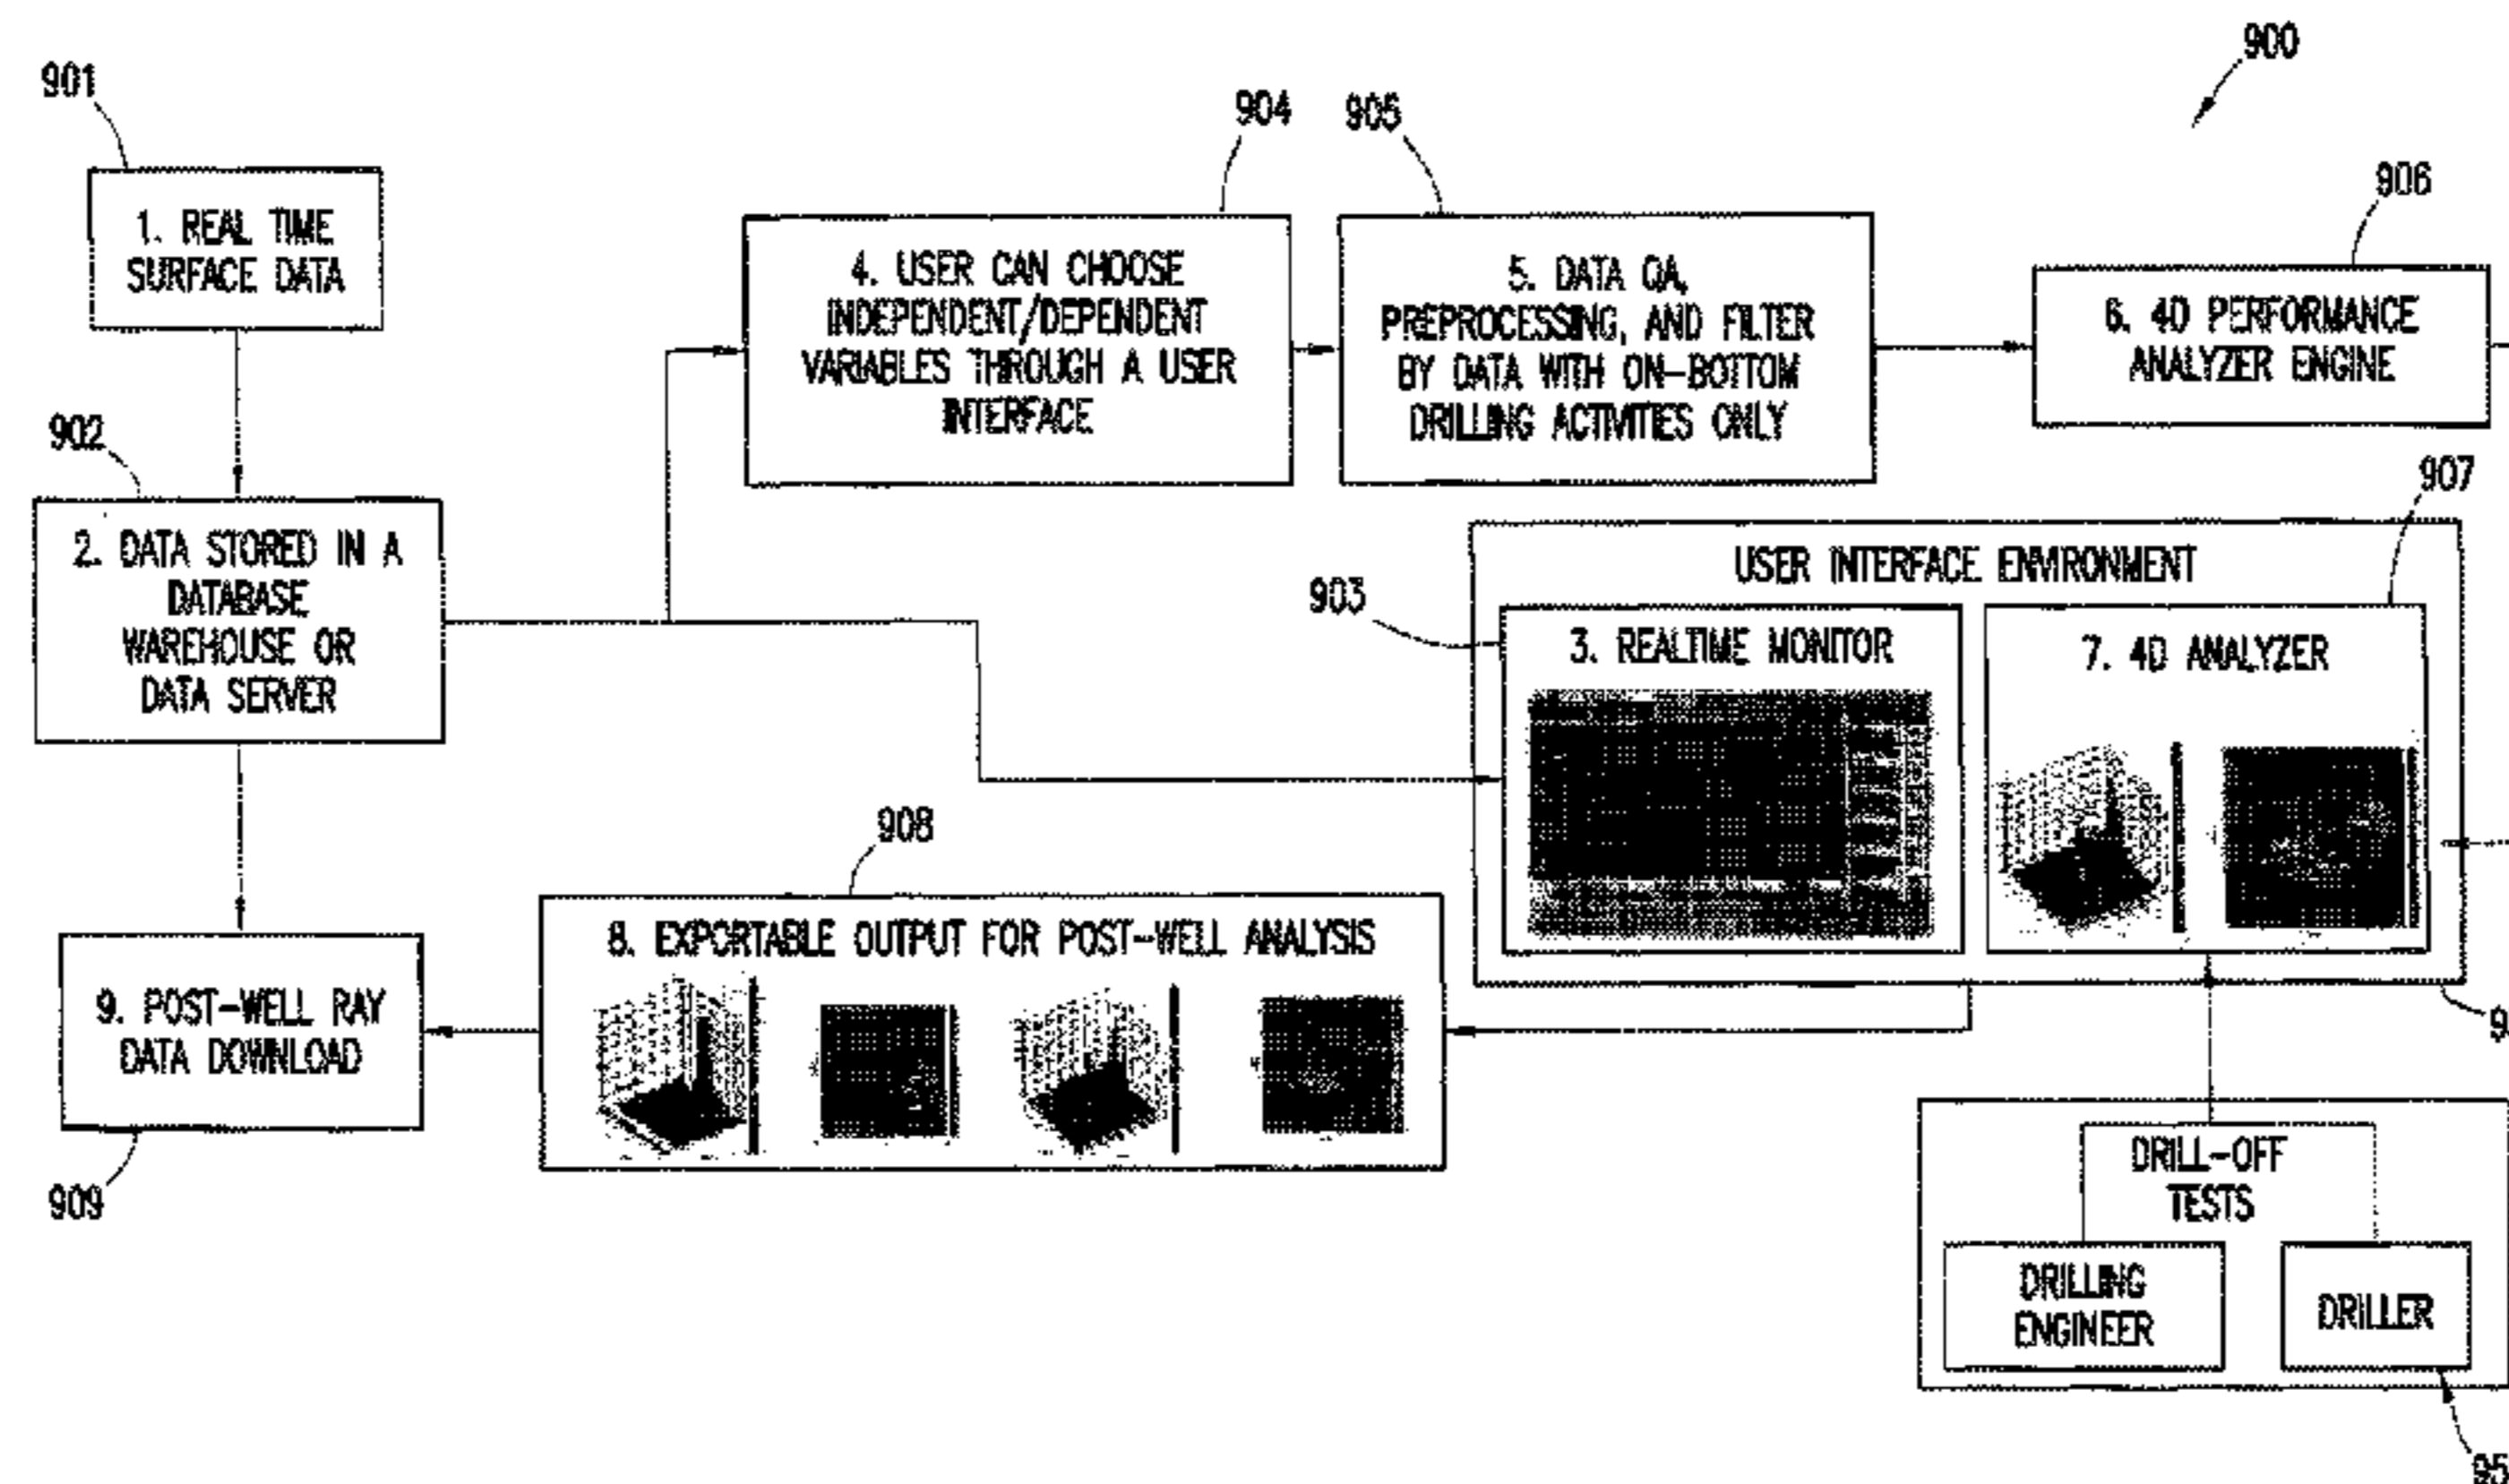 900
901
1. REAL TIME
SURFACE DATA
902
2. DATA STORED IN A
DATABASE
WAREHOUSE OR
DATA SERVER
904
4. USER CAN CHOOSE
INDEPENDENT/DEPENDENT
VARIABLES THROUGH A USER
INTERFACE
905
5. DATA QA,
PREPROCESSING, AND FILTER
BY DATA WITH ON-BOTTOM
DRILLING ACTIVITIES ONLY
906
6. 4D PERFORMANCE
ANALYZER ENGINE
907
USER INTERFACE ENVIRONMENT
903
3. REALTIME MONITOR
7. 4D ANALYZER
908
8. EXPORTABLE OUTPUT FOR POST-WELL ANALYSIS
9. POST-WELL RAY
DATA DOWNLOAD
909
DRILL-OFF
TESTS
DRILLING
ENGINEER
DRILLER